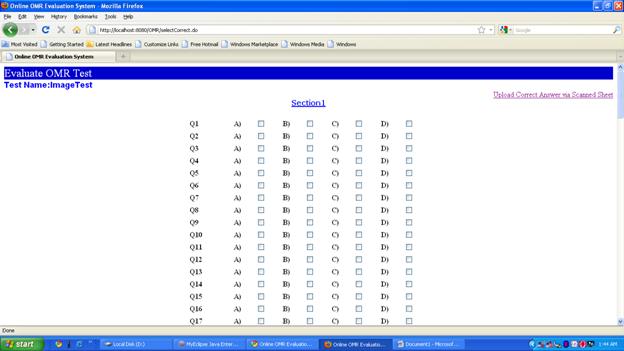 Online OMR Evaluation System - Mozilla Firefox
File Edit View History Bookmarks Tools Help
http://localhost:8080/OMR/selectCorrect.do
Google
Most Visited Getting Started Latest Headlines Customize Links Free Hotmail Windows Marketplace Windows Media Windows
Online OMR Evaluation System
Evaluate OMR Test
Test Name:ImageTest
Upload Correct Answer via Scanned Sheet
Section1
Q1 A) B) C) D)
Q2 A) B) C) D)
Q3 A) B) C) D)
Q4 A) B) C) D)
Q5 A) B) C) D)
Q6 A) B) C) D)
Q7 A) B) C) D)
Q8 A) B) C) D)
Q9 A) B) C) D)
Q10 A) B) C) D)
Q11 A) B) C) D)
Q12 A) B) C) D)
Q13 A) B) C) D)
Q14 A) B) C) D)
Q15 A) B) C) D)
Q16 A) B) C) D)
Q17 A) B) C) D)
Done
start Local Disk (D:) MyEclipse Java Enter... Online OMR Evaluatio... Online OMR Evaluatio... Document1 - Microsof... 1:44 AM